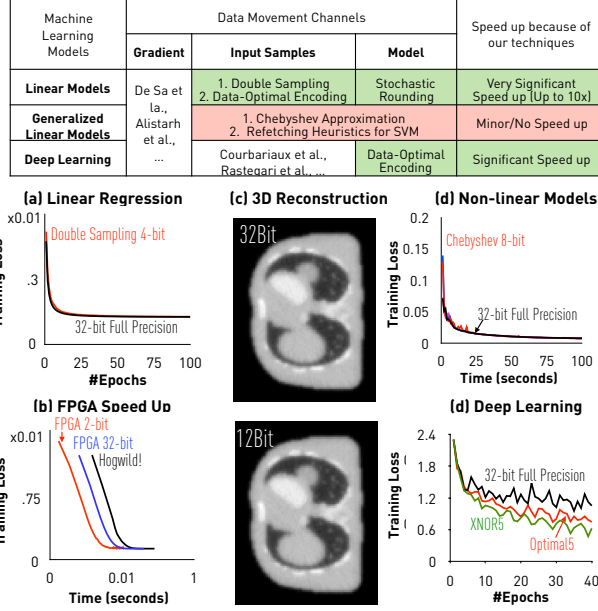 Machine
Learning
Models
Data Movement Channels
Speed up because of
our techniques
Gradient
Input Samples
Model
Linear Models
De Sa et
la.,
Alistarh
et al.,
...
1. Double Sampling
2. Data-Optimal Encoding
Stochastic
Rounding
Very Significant
Speed up (Up to 10x)
Generalized
Linear Models
1. Chebyshev Approximation
2. Refetching Heuristics for SVM
Minor/No Speed up
Deep Learning
Courbariaux et al.,
Rastegari et al., ...
Data-Optimal
Encoding
Significant Speed up
(a) Linear Regression
x0.01
Double Sampling 4-bit
.3
32-bit Full Precision
0
0 25 50 75 100
#Epochs
Training Loss
(c) 3D Reconstruction
32Bit
12Bit
(d) Non-linear Models
0.2
0.15
0.1
0.05
0
Chebyshev 8-bit
32-bit Full Precision
0 25 50 75 100
Time (seconds)
Training Loss
(b) FPGA Speed Up
x0.01
FPGA 2-bit
FPGA 32-bit
Hogwild!
.75
0
0 0.01 1
Time (seconds)
Training Loss
(d) Deep Learning
2.4
1.8
1.2
0.6
0
32-bit Full Precision
XNOR5
Optimal5
0 10 20 30 40
#Epochs
Training Loss